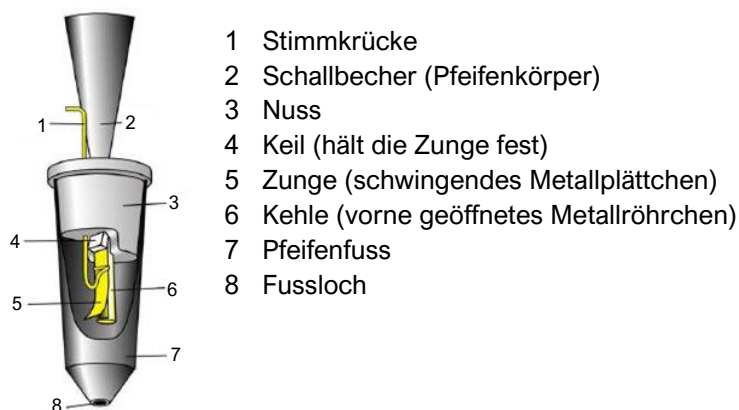 1 Stimmkrücke
2 Schallbecher (Pfeifenkörper)
3 Nuss
4 Keil (hält die Zunge fest)
5 Zunge (schwingendes Metallplättchen)
6 Kehle (vorne geöffnetes Metallröhrchen)
7 Pfeifenfuss
8 Fussloch
1
2
3
4
5
6
7
8